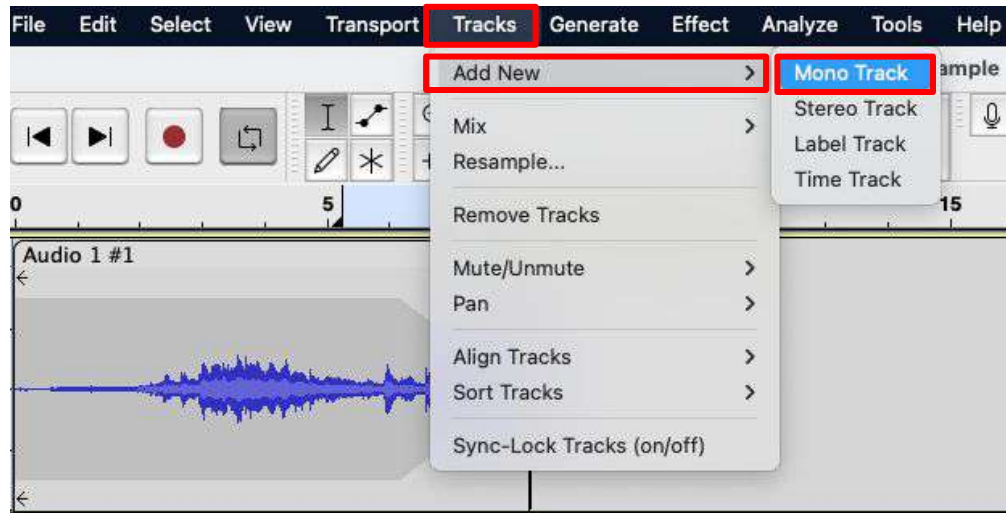 File Edit Select View Transport Tracks Generate Effect Analyze Tools Help
Add New
Mono Track
ample
Stereo Track
Mix
Label Track
Resample...
Time Track
0 5 15
Remove Tracks
Audio 1 #1
Mute/Unmute
Pan
Align Tracks
Sort Tracks
Sync-Lock Tracks (on/off)